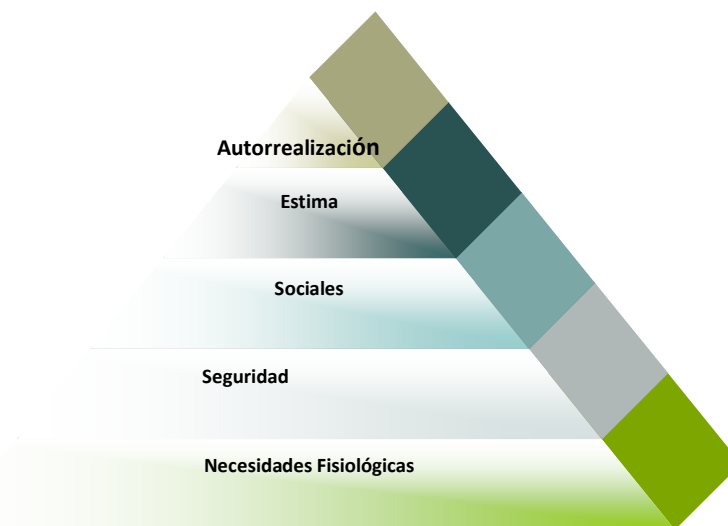 Autorrealización
Estima
Sociales
Seguridad
Necesidades Fisiológicas